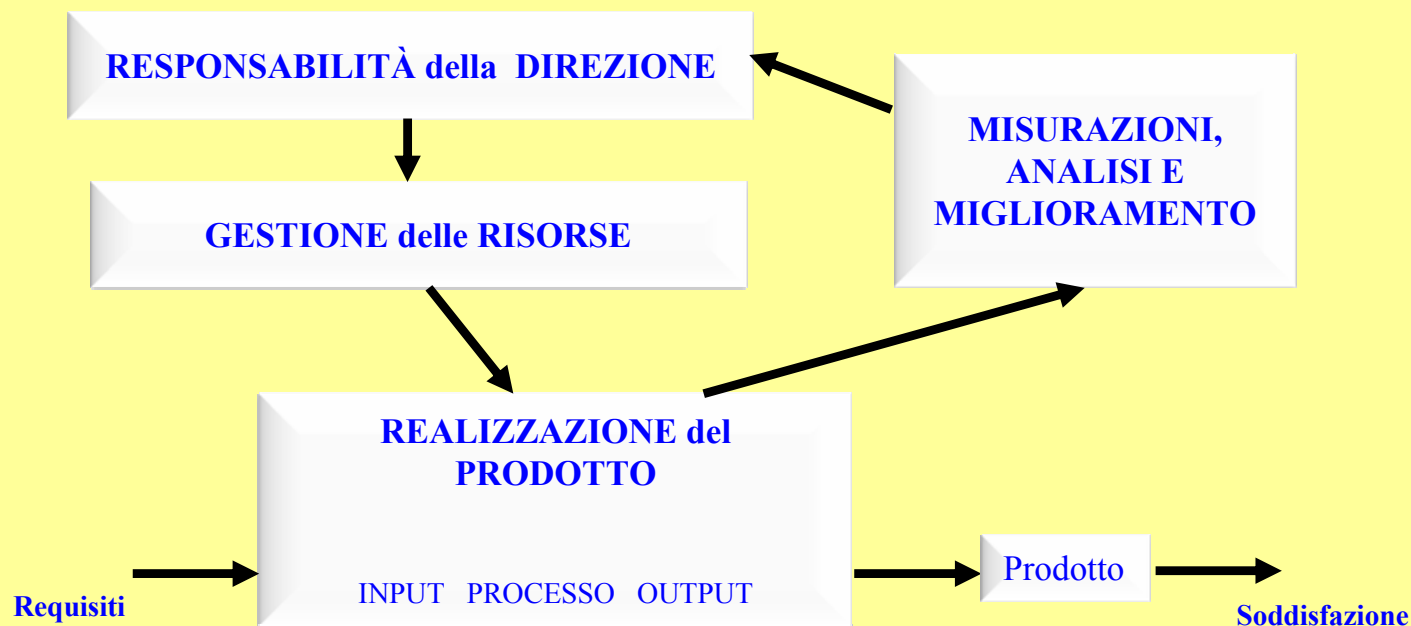 RESPONSABILITÀ della DIREZIONE
MISURAZIONI,
ANALISI E
MIGLIORAMENTO
GESTIONE delle RISORSE
REALIZZAZIONE del
PRODOTTO
INPUT PROCESSO OUTPUT
Requisiti
Prodotto
Soddisfazione